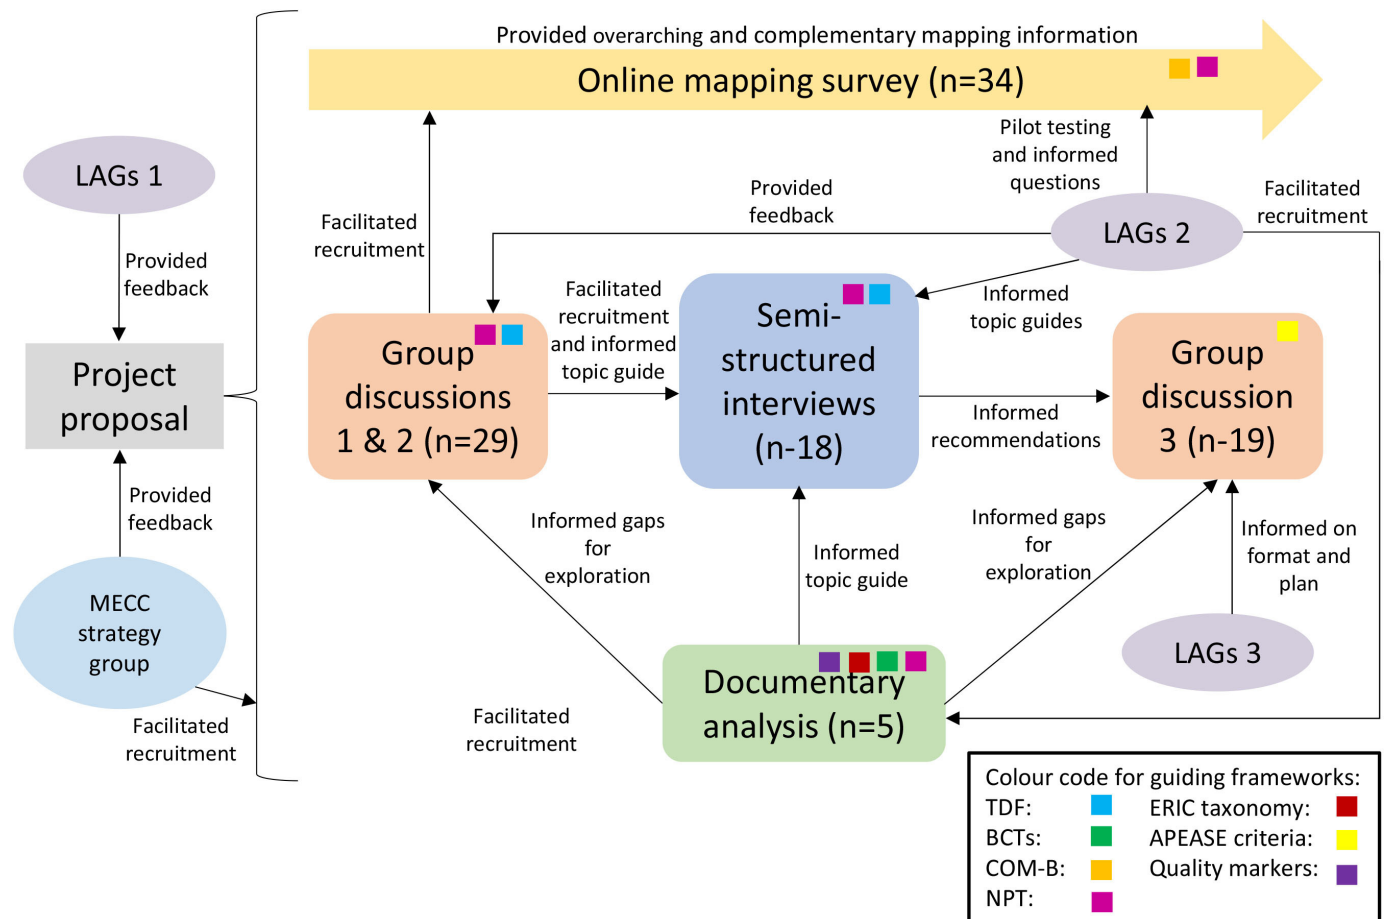 Provided overarching and complementary mapping information
Online mapping survey (n=34)
LAGs 1
Provided
feedback
Project
proposal
Provided
feedback
MECC
strategy
group
Facilitated
recruitment
Facilitated
recruitment
Provided
feedback
Pilot testing
and informed
questions
LAGs 2
Facilitated
recruitment
Informed
topic guides
Group
discussions
1 & 2 (n=29)
Facilitated
recruitment
and informed
topic guide
Semi-
structured
interviews
(n-18)
Informed
recommendations
Group
discussion
3 (n-19)
Informed gaps
for
exploration
Informed
topic guide
Informed gaps
for
exploration
Informed on
format and
plan
LAGs 3
Facilitated
recruitment
Documentary
analysis (n=5)
Colour code for guiding frameworks:
TDF:
BCTs:
COM-B:
NPT:
ERIC taxonomy:
APEASE criteria:
Quality markers: